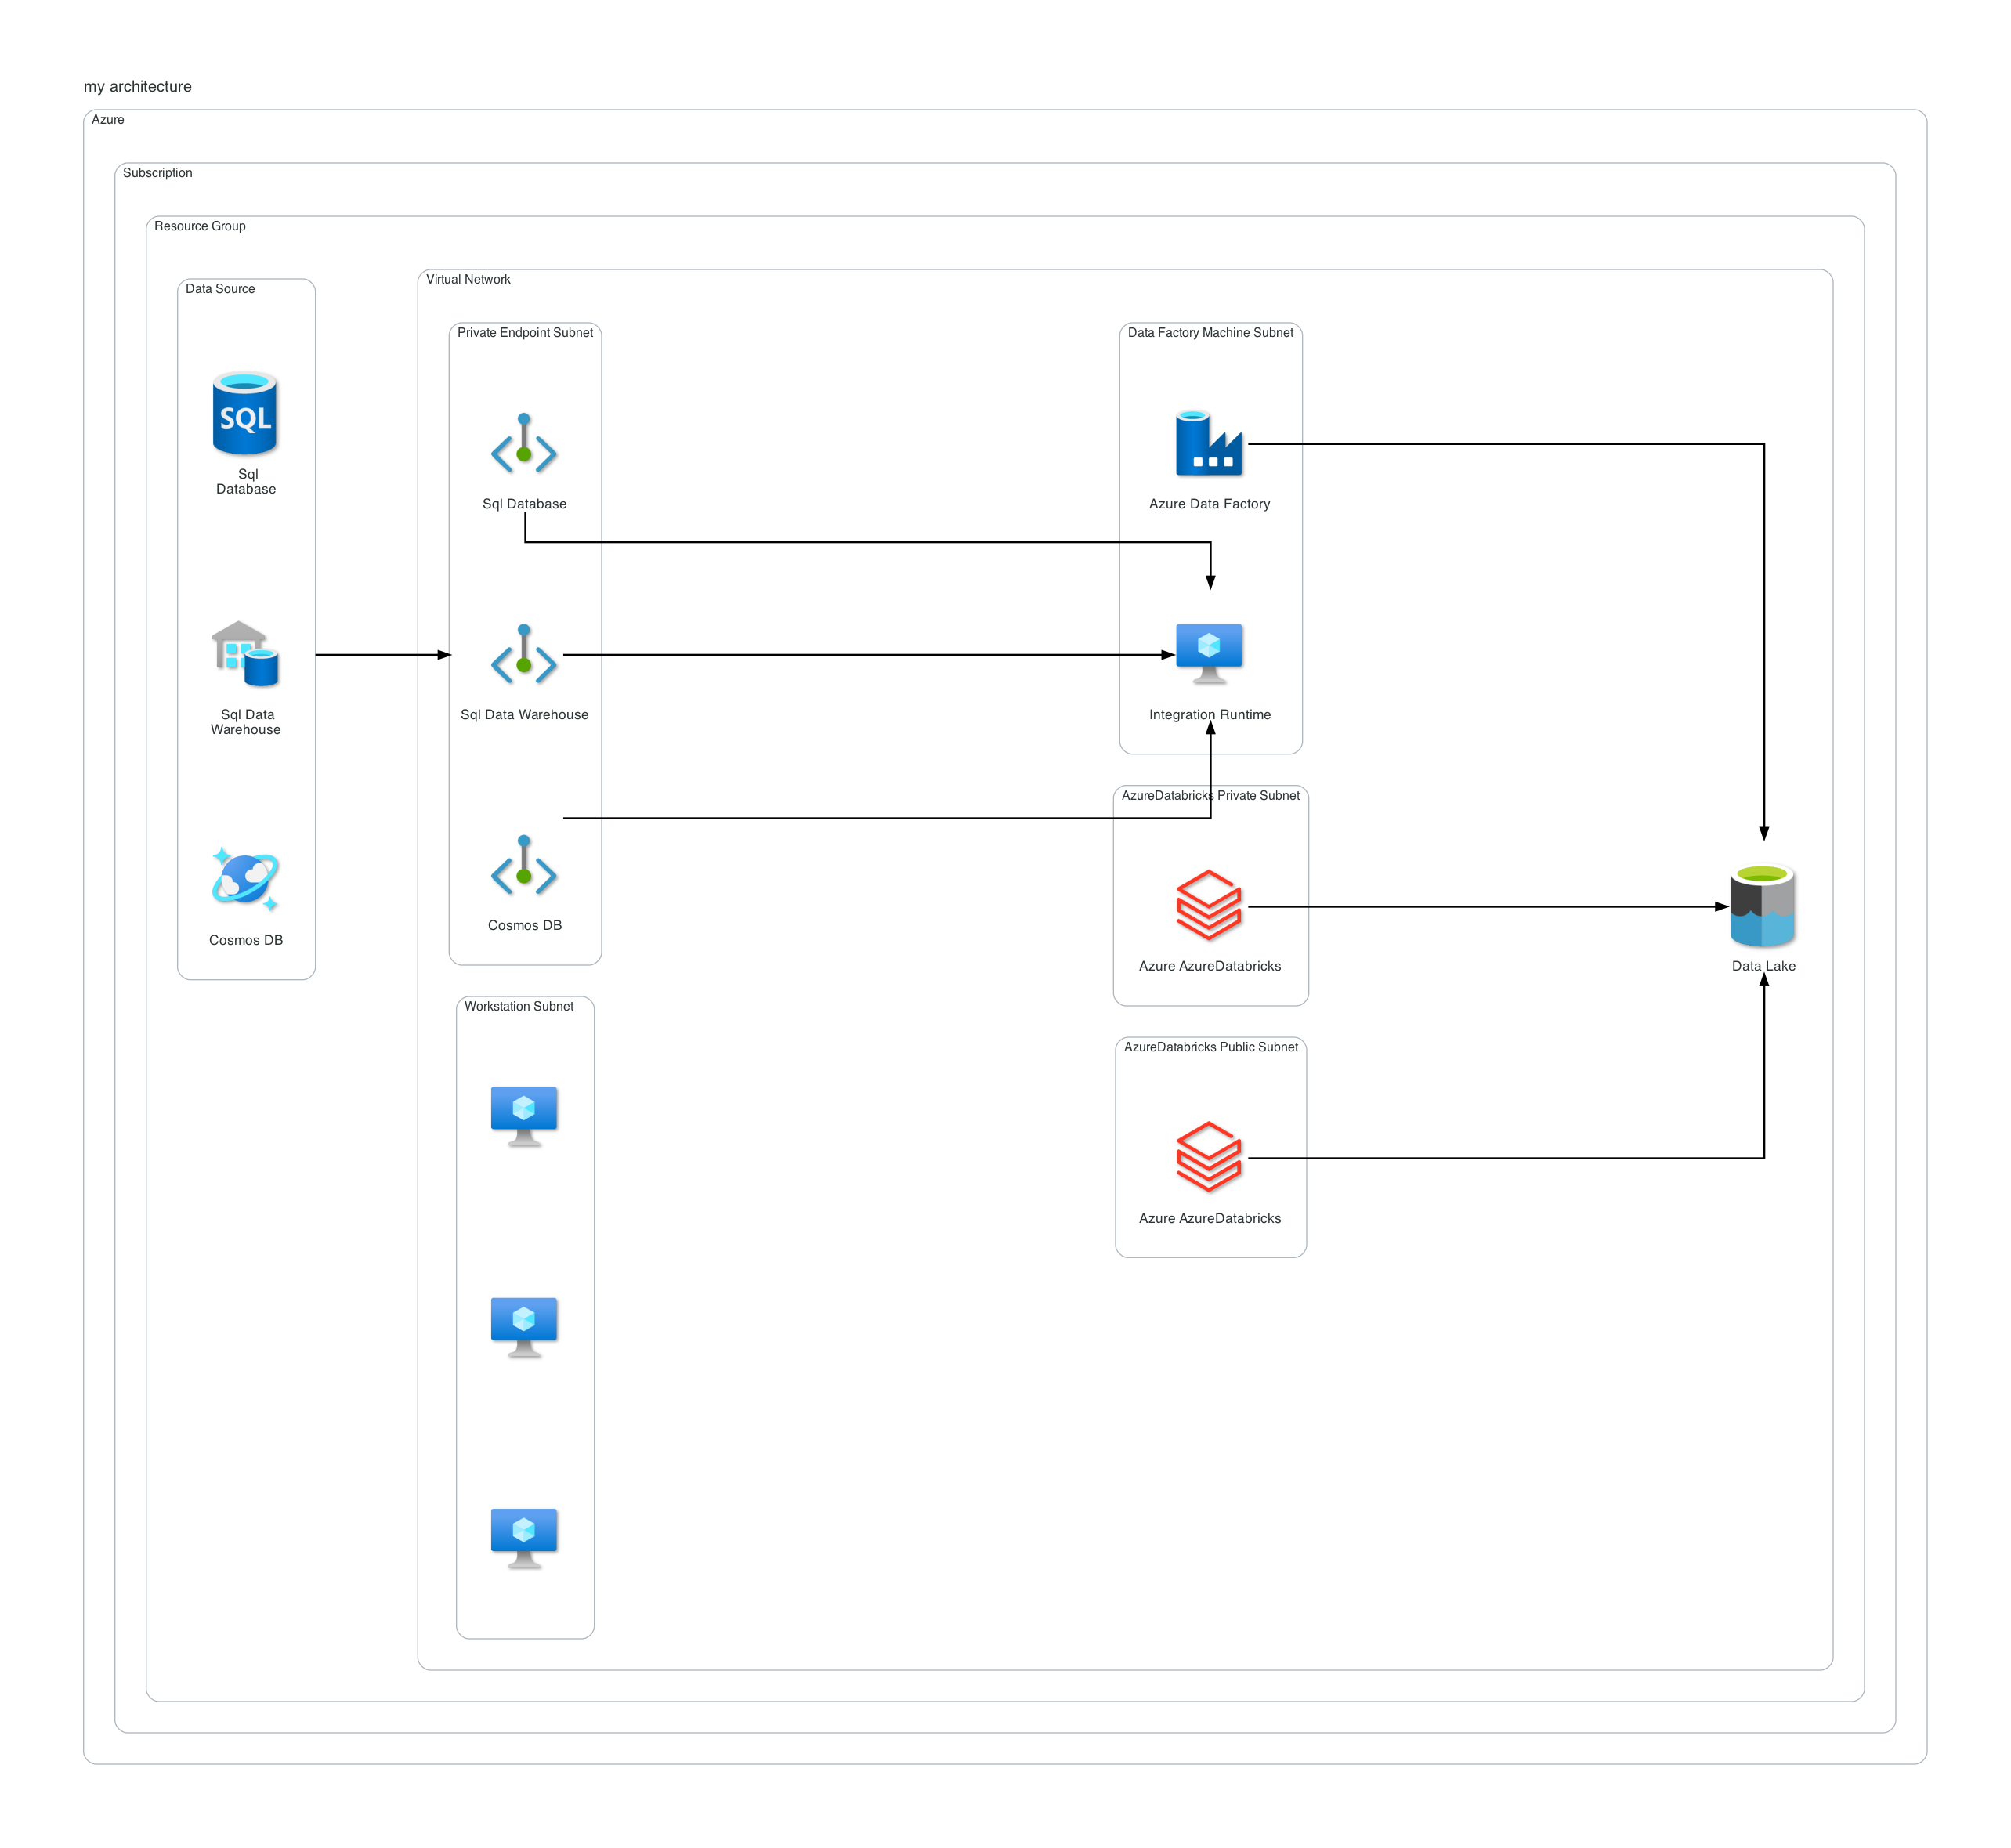 my architecture
Azure
Subscription
Resource Group
Data Source
SQL
Sql
Database
Sql Data
Warehouse
Cosmos DB
Virtual Network
Private Endpoint Subnet
Sql Database
Sql Data Warehouse
Cosmos DB
Workstation Subnet
Data Factory Machine Subnet
Azure Data Factory
Integration Runtime
AzureDatabricks Private Subnet
Azure AzureDatabricks
AzureDatabricks Public Subnet
Azure AzureDatabricks
Data Lake